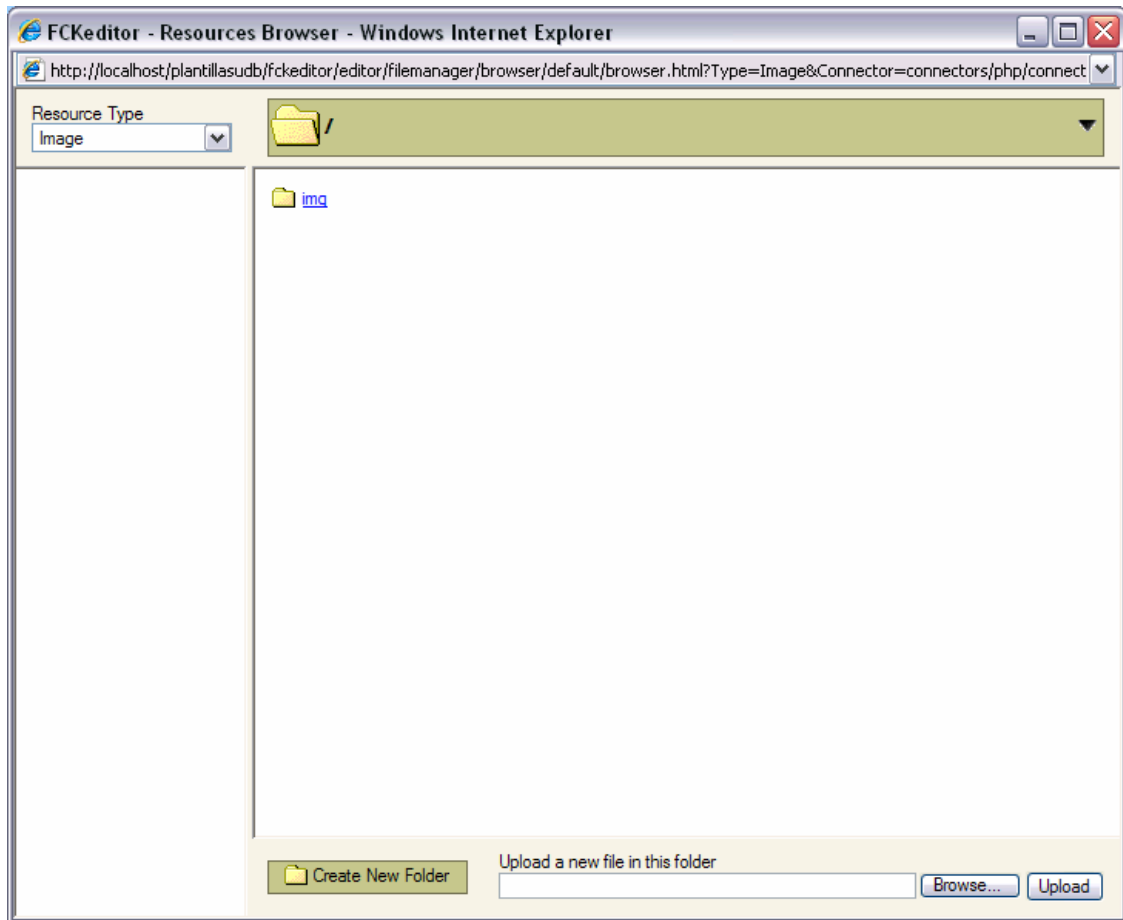 FCKeditor - Resources Browser - Windows Internet Explorer
http://localhost/plantillasudb/fckeditor/editor/filemanager/browser/default/browser.html?Type=Image&Connector=connectors/php/connect
Resource Type
Image
/
img
Create New Folder
Upload a new file in this folder
Browse...
Upload